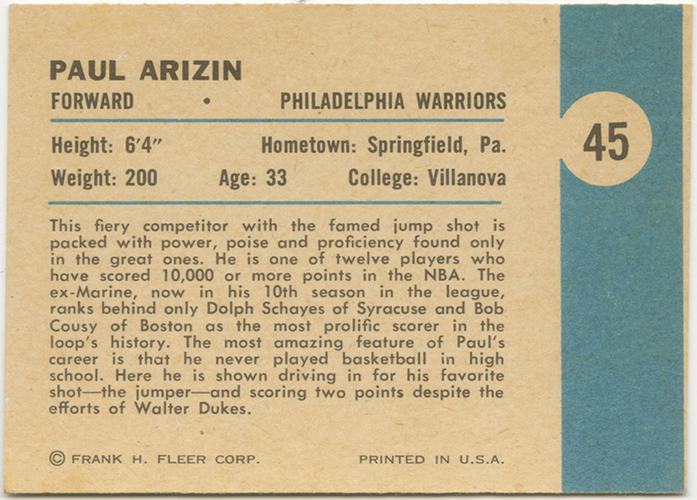 PAUL ARIZIN
FORWARD • PHILADELPHIA WARRIORS
Height: 6'4" Hometown: Springfield, Pa.
Weight: 200 Age: 33 College: Villanova
45
This fiery competitor with the famed jump shot is
packed with power, poise and proficiency found only
in the great ones. He is one of twelve players who
have scored 10,000 or more points in the NBA. The
ex-Marine, now in his 10th season in the league,
ranks behind only Dolph Schayes of Syracuse and Bob
Cousy of Boston as the most prolific scorer in the
loop's history. The most amazing feature of Paul's
career is that he never played basketball in high
school. Here he is shown driving in for his favorite
shot—the jumper—and scoring two points despite the
efforts of Walter Dukes.
© FRANK H. FLEER CORP. PRINTED IN U.S.A.